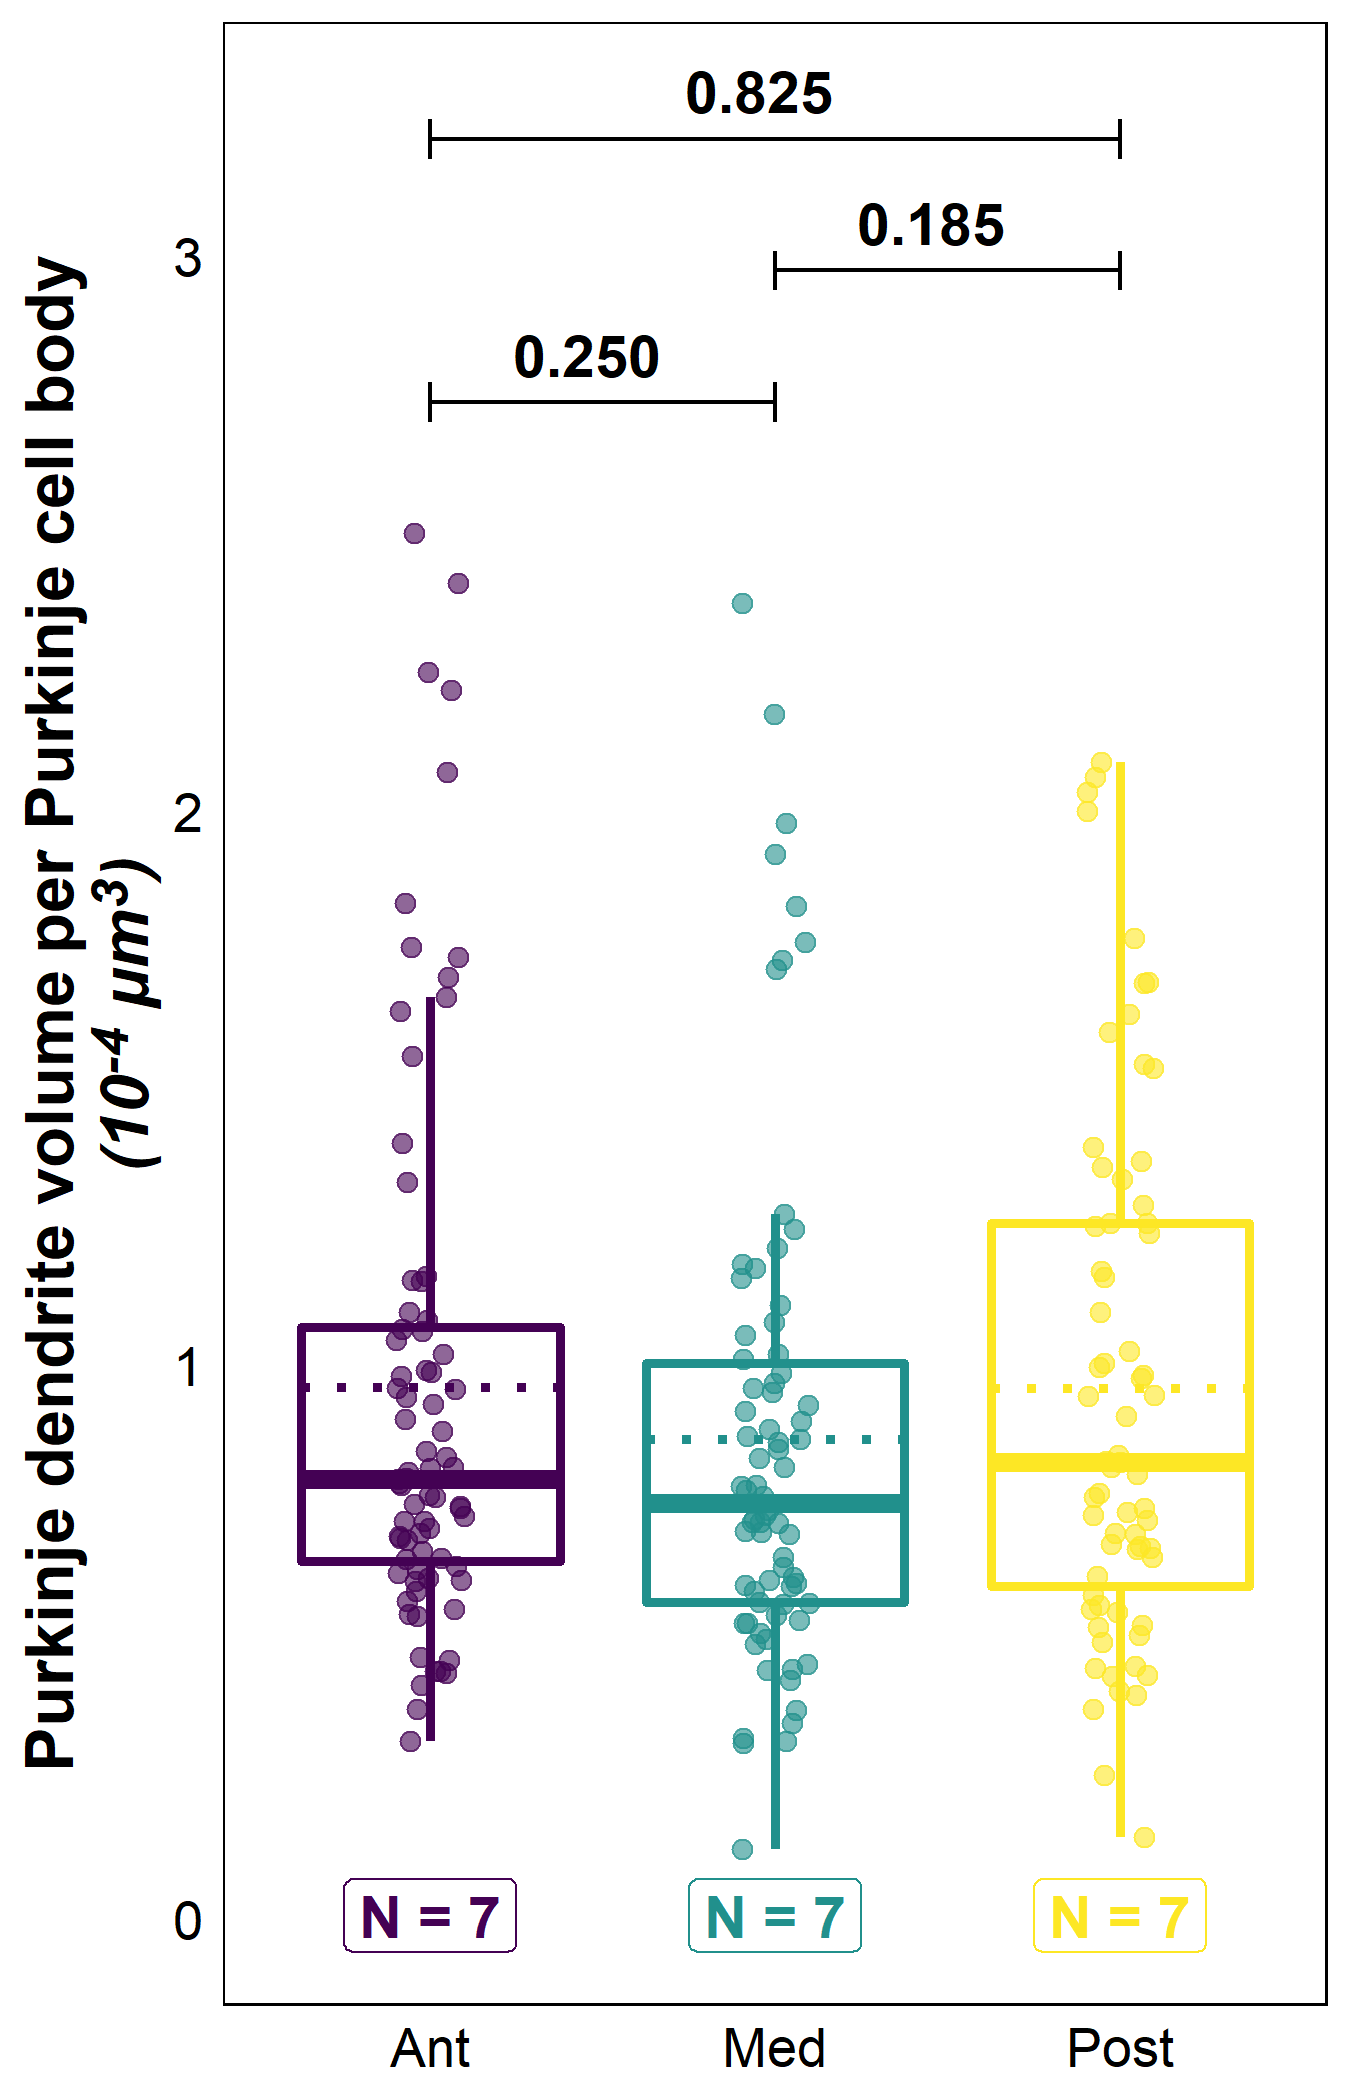 Purkinje dendrite volume per Purkinje cell body
(10⁻⁴ µm³)
3
2
1
0
0.825
0.185
0.250
N = 7
N = 7
N = 7
Ant
Med
Post